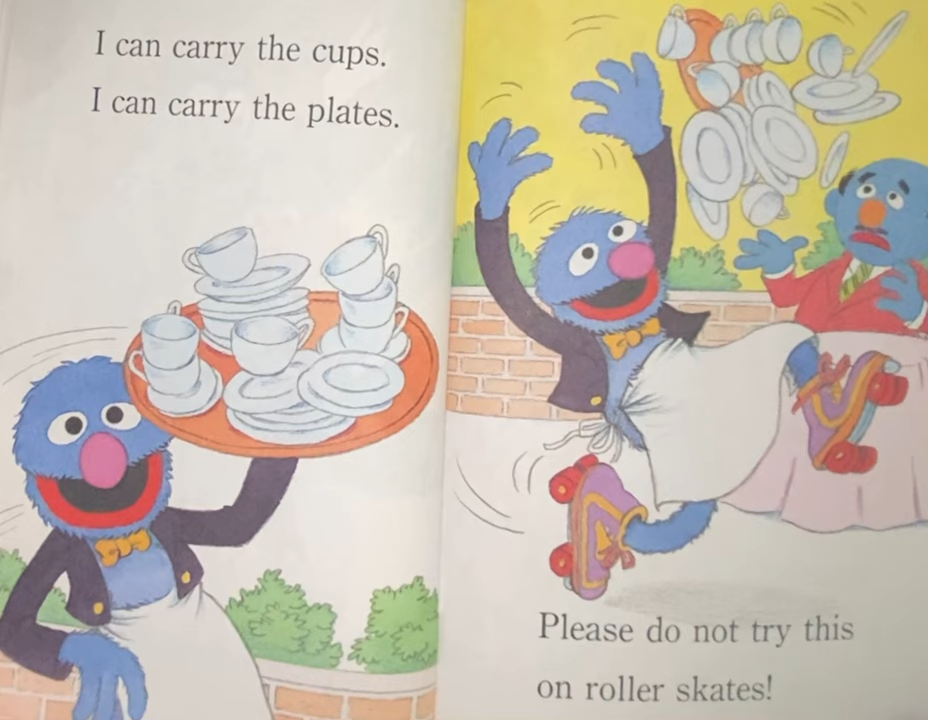 I can carry the cups.
I can carry the plates.
Please do not try this
on roller skates!